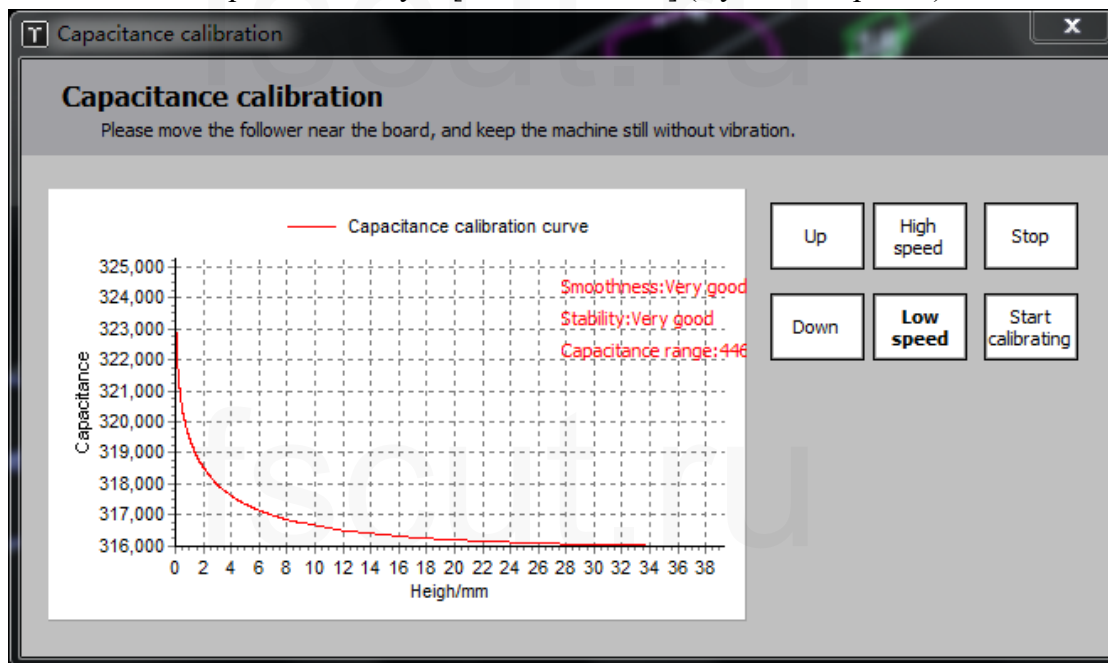 Capacitance calibration
X
Capacitance calibration
Please move the follower near the board, and keep the machine still without vibration.
Capacitance calibration curve
Smoothness:Very good
Stability:Very good
Capacitance range:446
Capacitance
325,000
324,000
323,000
322,000
321,000
320,000
319,000
318,000
317,000
316,000
0 2 4 6 8 10 12 14 16 18 20 22 24 26 28 30 32 34 36 38
Heigh/mm
Up
High
speed
Stop
Down
Low
speed
Start
calibrating
fscut.ru
fscut.ru